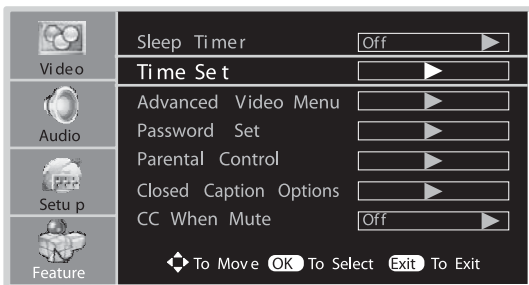 Video
Audio
Setup
Feature
Sleep Timer Off
Time Set
Advanced Video Menu
Password Set
Parental Control
Closed Caption Options
CC When Mute Off
To Move OK To Select Exit To Exit